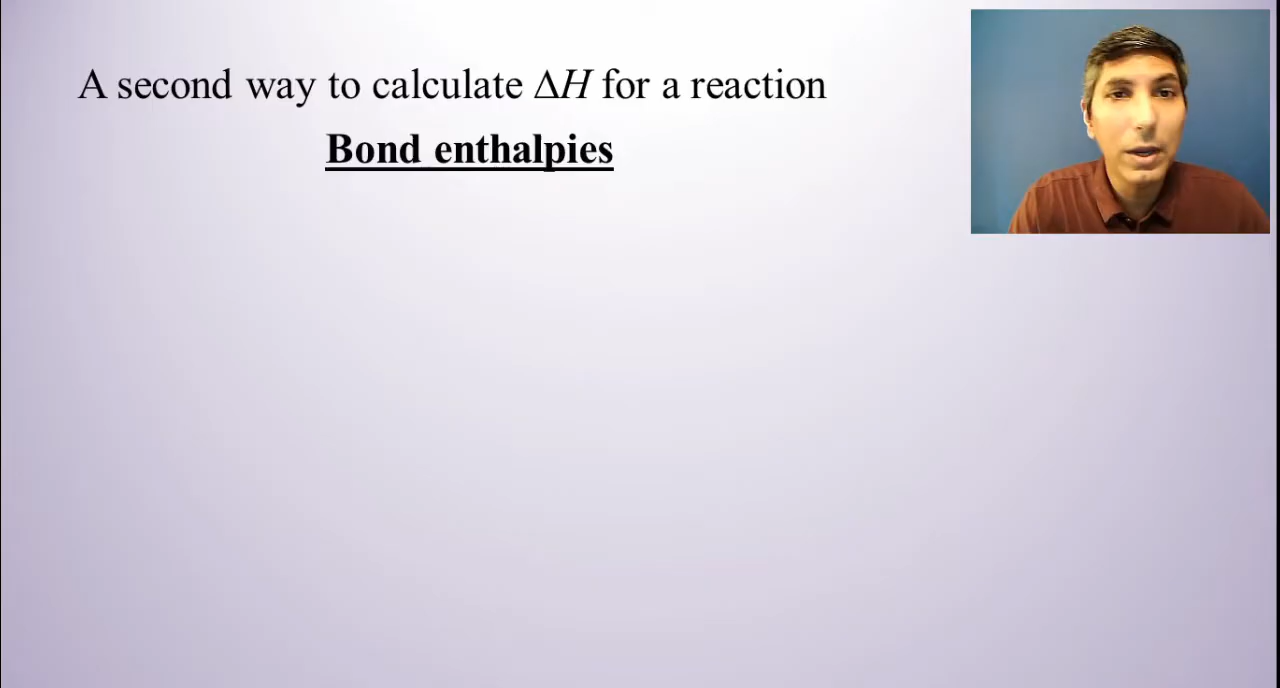 A second way to calculate ΔH for a reaction
Bond enthalpies